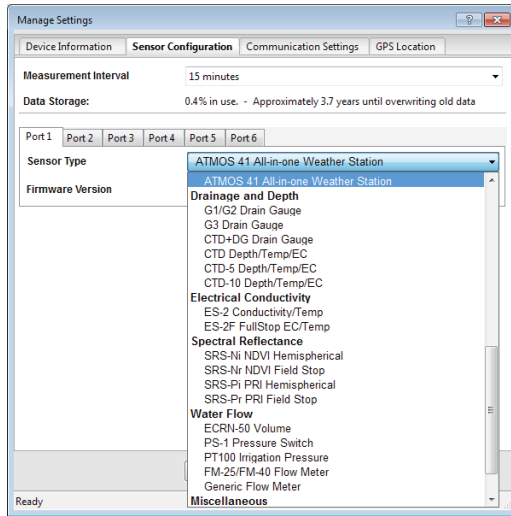 Manage Settings
Device Information Sensor Configuration Communication Settings GPS Location
Measurement Interval 15 minutes
Data Storage: 0.4% in use. - Approximately 3.7 years until overwriting old data
Port 1 Port 2 Port 3 Port 4 Port 5 Port 6
Sensor Type ATMOS 41 All-in-one Weather Station
ATMOS 41 All-in-one Weather Station
Firmware Version
Drainage and Depth
G1/G2 Drain Gauge
G3 Drain Gauge
CTD+DG Drain Gauge
CTD Depth/Temp/EC
CTD-5 Depth/Temp/EC
CTD-10 Depth/Temp/EC
Electrical Conductivity
ES-2 Conductivity/Temp
ES-2F FullStop EC/Temp
Spectral Reflectance
SRS-Ni NDVI Hemispherical
SRS-Nr NDVI Field Stop
SRS-Pi PRI Hemispherical
SRS-Pr PRI Field Stop
Water Flow
ECRN-50 Volume
PS-1 Pressure Switch
PT100 Irrigation Pressure
FM-25/FM-40 Flow Meter
Generic Flow Meter
Miscellaneous
Ready